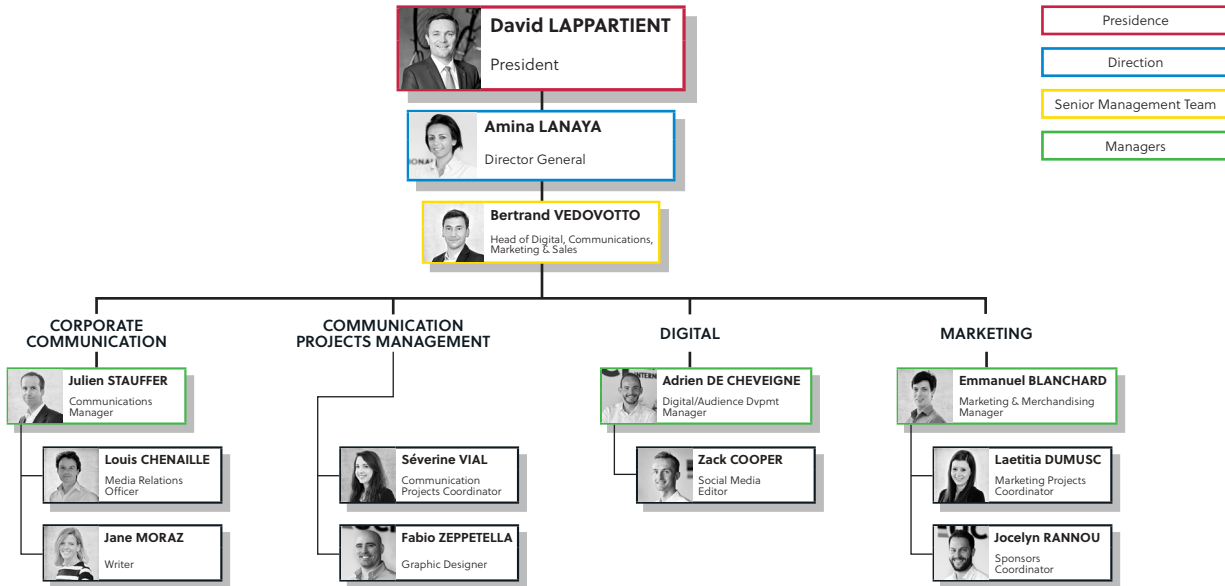 David LAPPARTIENT
President
Presidence
Direction
Senior Management Team
Managers
Amina LANAYA
Director General
Bertrand VEDOVOTTO
Head of Digital, Communications,
Marketing & Sales
CORPORATE
COMMUNICATION
COMMUNICATION
PROJECTS MANAGEMENT
DIGITAL
MARKETING
Julien STAUFFER
Communications
Manager
Adrien DE CHEVEIGNE
Digital/Audience Dvpmt
Manager
Emmanuel BLANCHARD
Marketing & Merchandising
Manager
Louis CHENAILLE
Media Relations
Officer
Séverine VIAL
Communication
Projects Coordinator
Zack COOPER
Social Media
Editor
Laetitia DUMUSC
Marketing Projects
Coordinator
Jane MORAZ
Writer
Fabio ZEPPETELLA
Graphic Designer
Jocelyn RANNOU
Sponsors
Coordinator